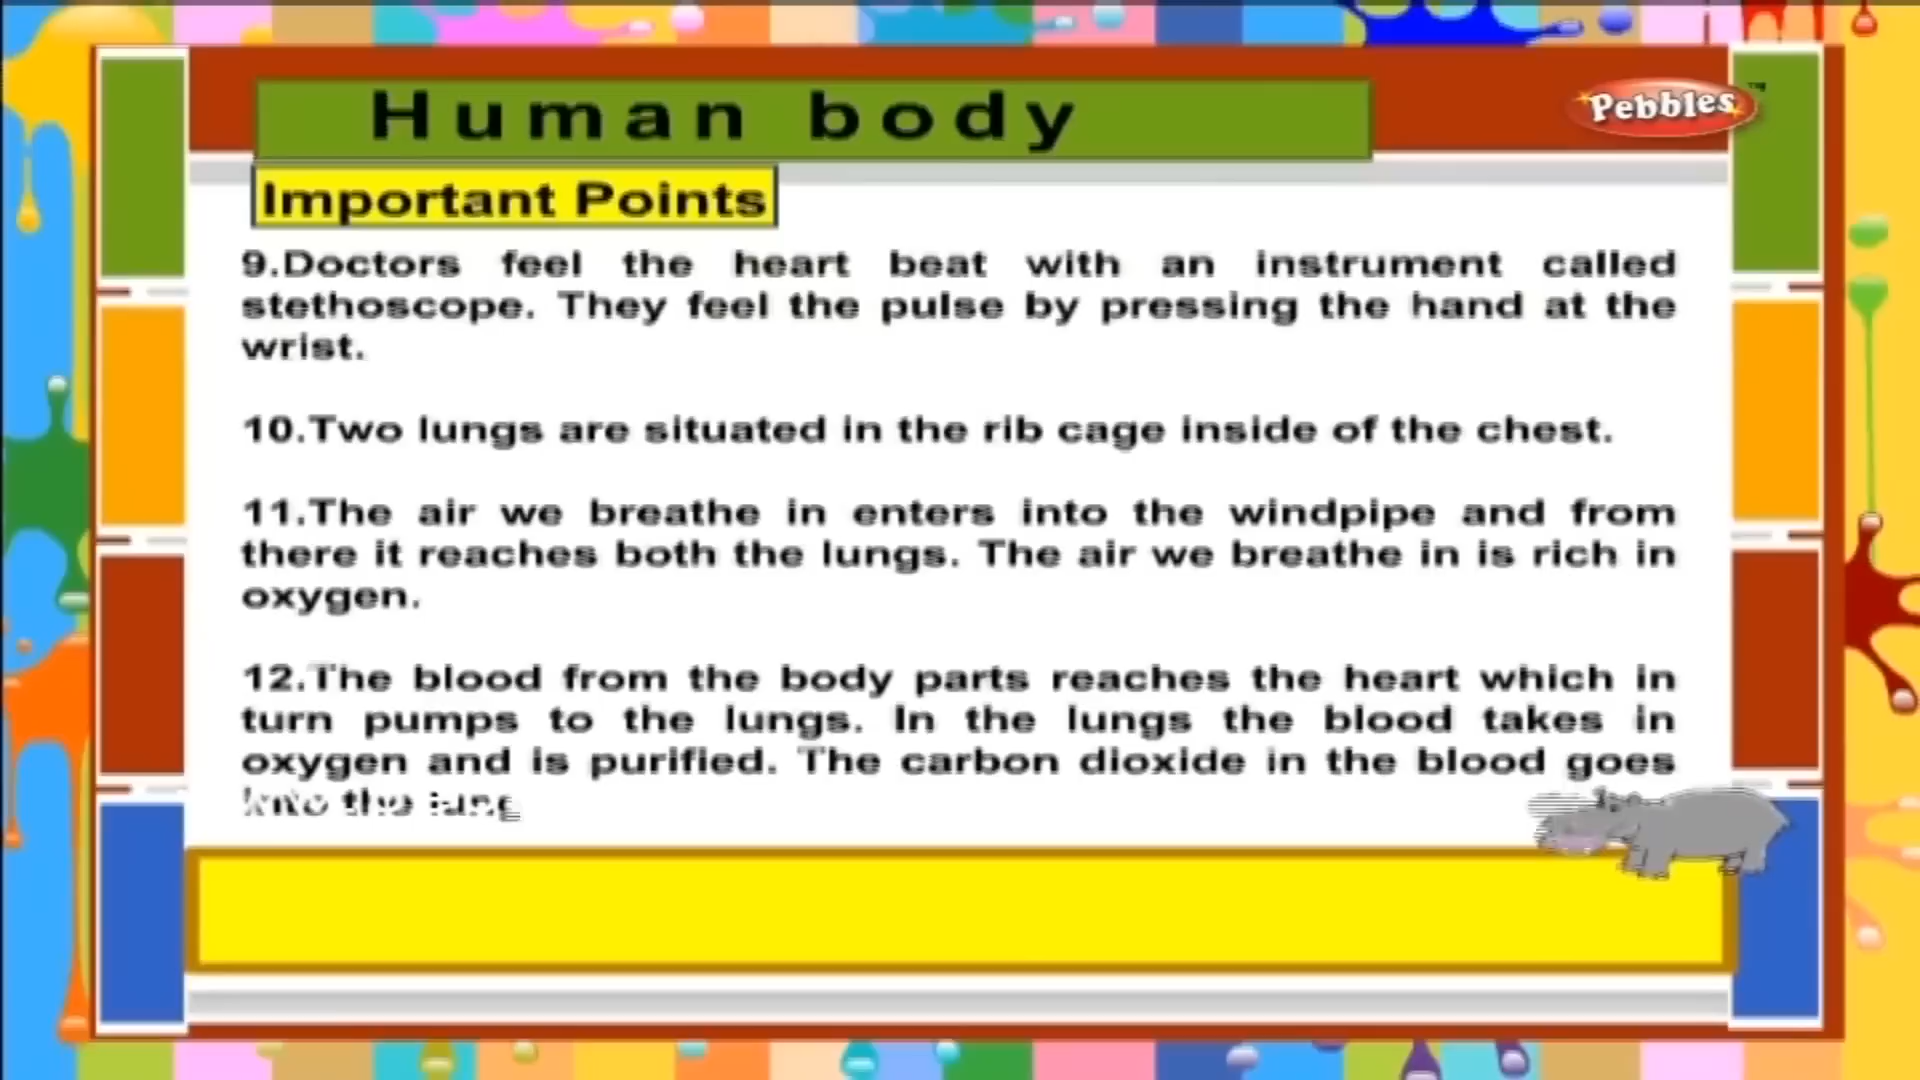 Human body
Pebbles™
Important Points
9.Doctors feel the heart beat with an instrument called
stethoscope. They feel the pulse by pressing the hand at the
wrist.
10.Two lungs are situated in the rib cage inside of the chest.
11.The air we breathe in enters into the windpipe and from
there it reaches both the lungs. The air we breathe in is rich in
oxygen.
12.The blood from the body parts reaches the heart which in
turn pumps to the lungs. In the lungs the blood takes in
oxygen and is purified. The carbon dioxide in the blood goes
into the lung